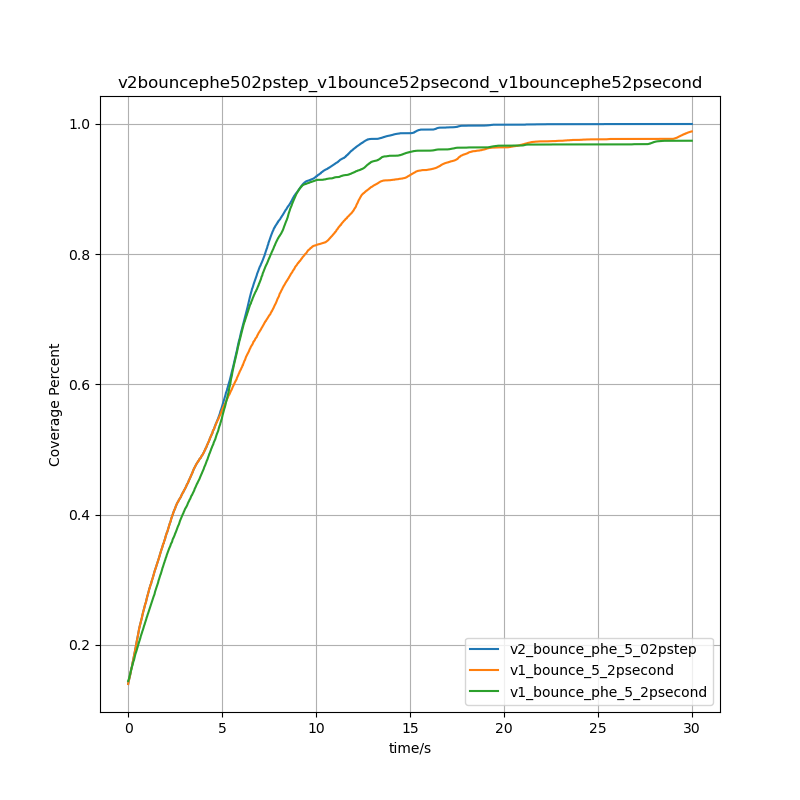 v2bouncephe502pstep_v1bounce52psecond_v1bouncephe52psecond
1.0
0.8
0.6
0.4
0.2
Coverage Percent
0 5 10 15 20 25 30
time/s
v2_bounce_phe_5_02pstep
v1_bounce_5_2psecond
v1_bounce_phe_5_2psecond